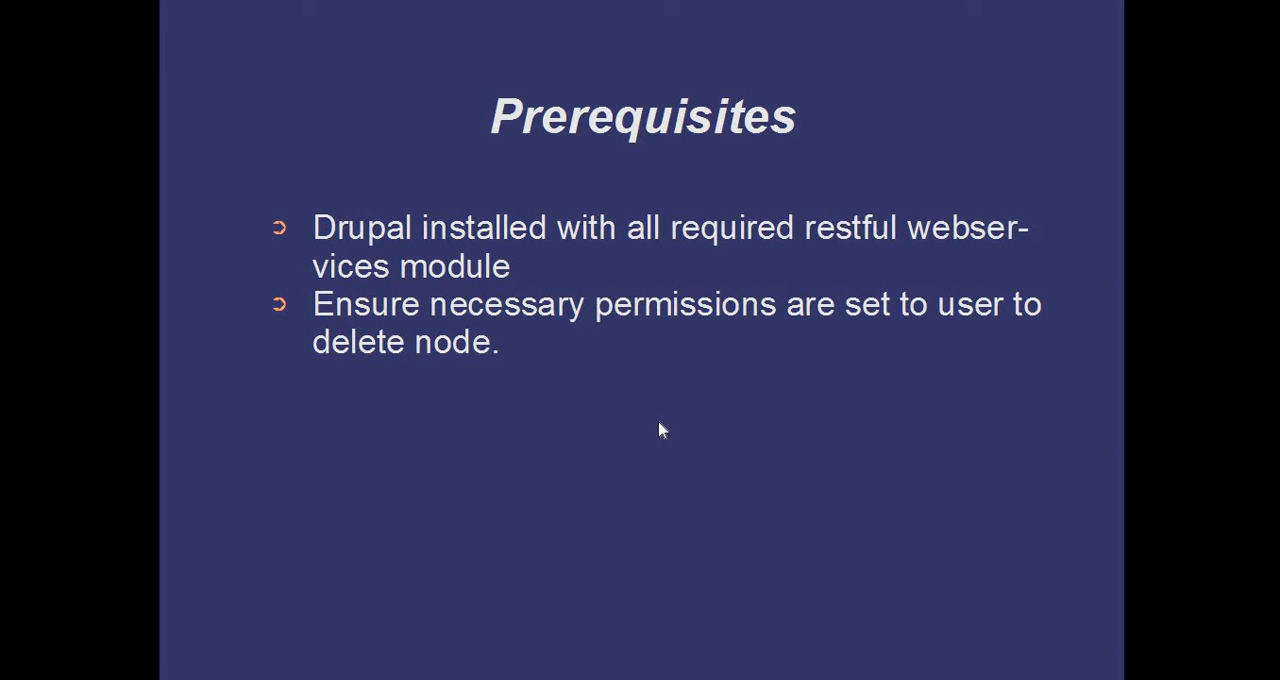 Prerequisites
Drupal installed with all required restful webser-
vices module
Ensure necessary permissions are set to user to
delete node.